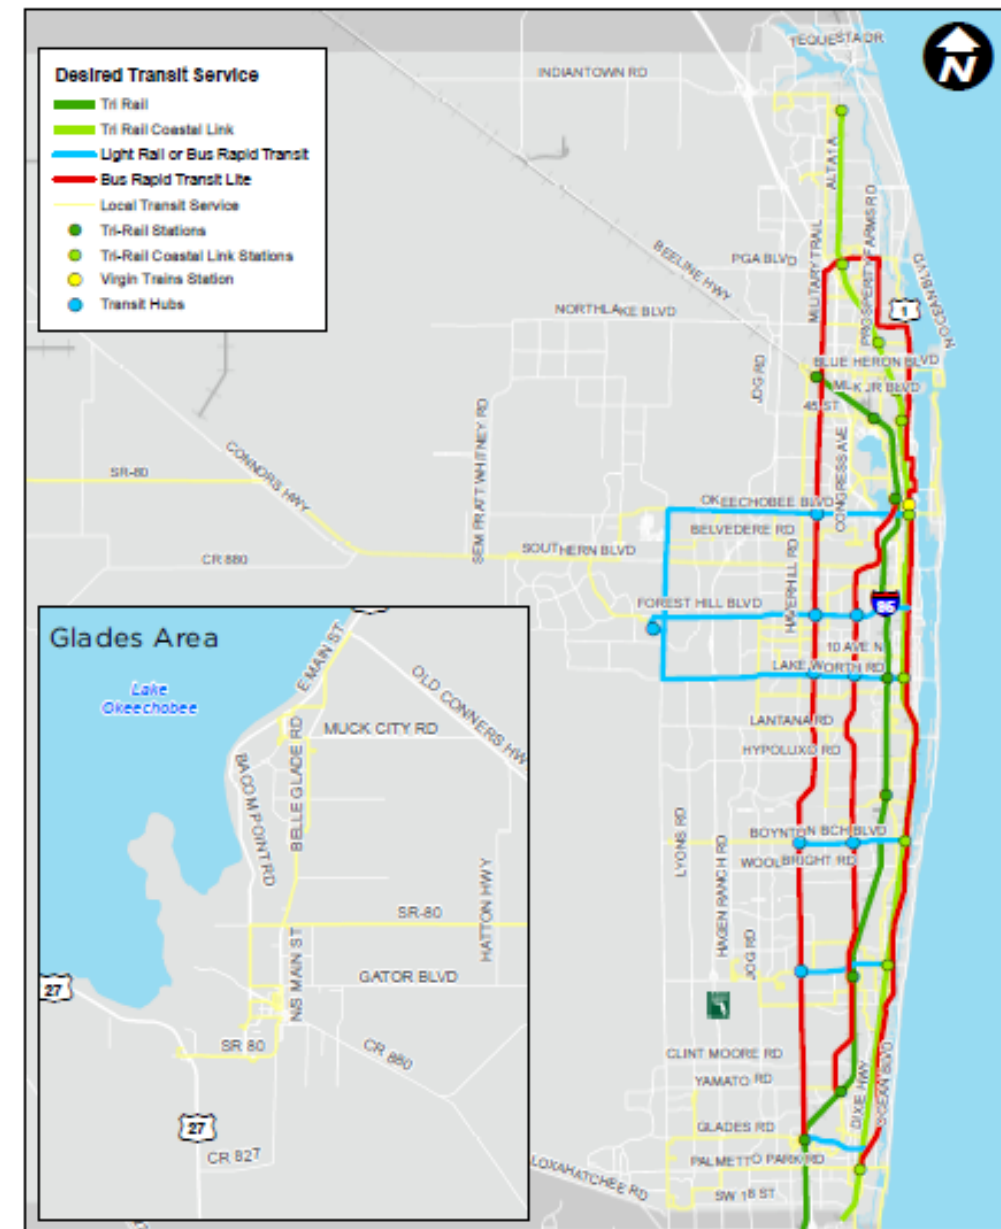 Desired Transit Service
Tri Rail
Tri Rail Coastal Link
Light Rail or Bus Rapid Transit
Bus Rapid Transit Lite
Local Transit Service
Tri-Rail Stations
Tri-Rail Coastal Link Stations
Virgin Trains Station
Transit Hubs
N
TEQUESTA DR
INDIANTOWN RD
ALTA1A
MILITARY TRAIL
PROSPERITY FARMS RD
N OCEAN BLVD
BEELINE HWY
PGA BLVD
1
NORTHLAKE BLVD
JOG RD
BLUE HERON BLVD
MLK JR BLVD
45 ST
CONGRESS AVE
SEM PRATT WHITNEY RD
CONNORS HWY
SR-80
OKEECHOBEE BLVD
BELVEDERE RD
SOUTHERN BLVD
CR 880
HAVERHILL RD
FOREST HILL BLVD
95
10 AVE N
LAKE WORTH RD
LANTANA RD
HYPOLUXO RD
LYONS RD
HAGEN RANCH RD
BOYNTON BCH BLVD
WOOLBRIGHT RD
JOG RD
CLINT MOORE RD
YAMATO RD
DIXIE HWY
OCEAN BLVD
GLADES RD
PALMETTO PARK RD
LOXAHATCHEE RD
SW 18 ST
Glades Area
Lake
Okeechobee
E MAIN ST
OLD CONNERS HWY
MUCK CITY RD
BELLE GLADE RD
BACOM POINT RD
HATTON HWY
SR-80
N/S MAIN ST
GATOR BLVD
27
SR 80
CR 880
27
CR 827